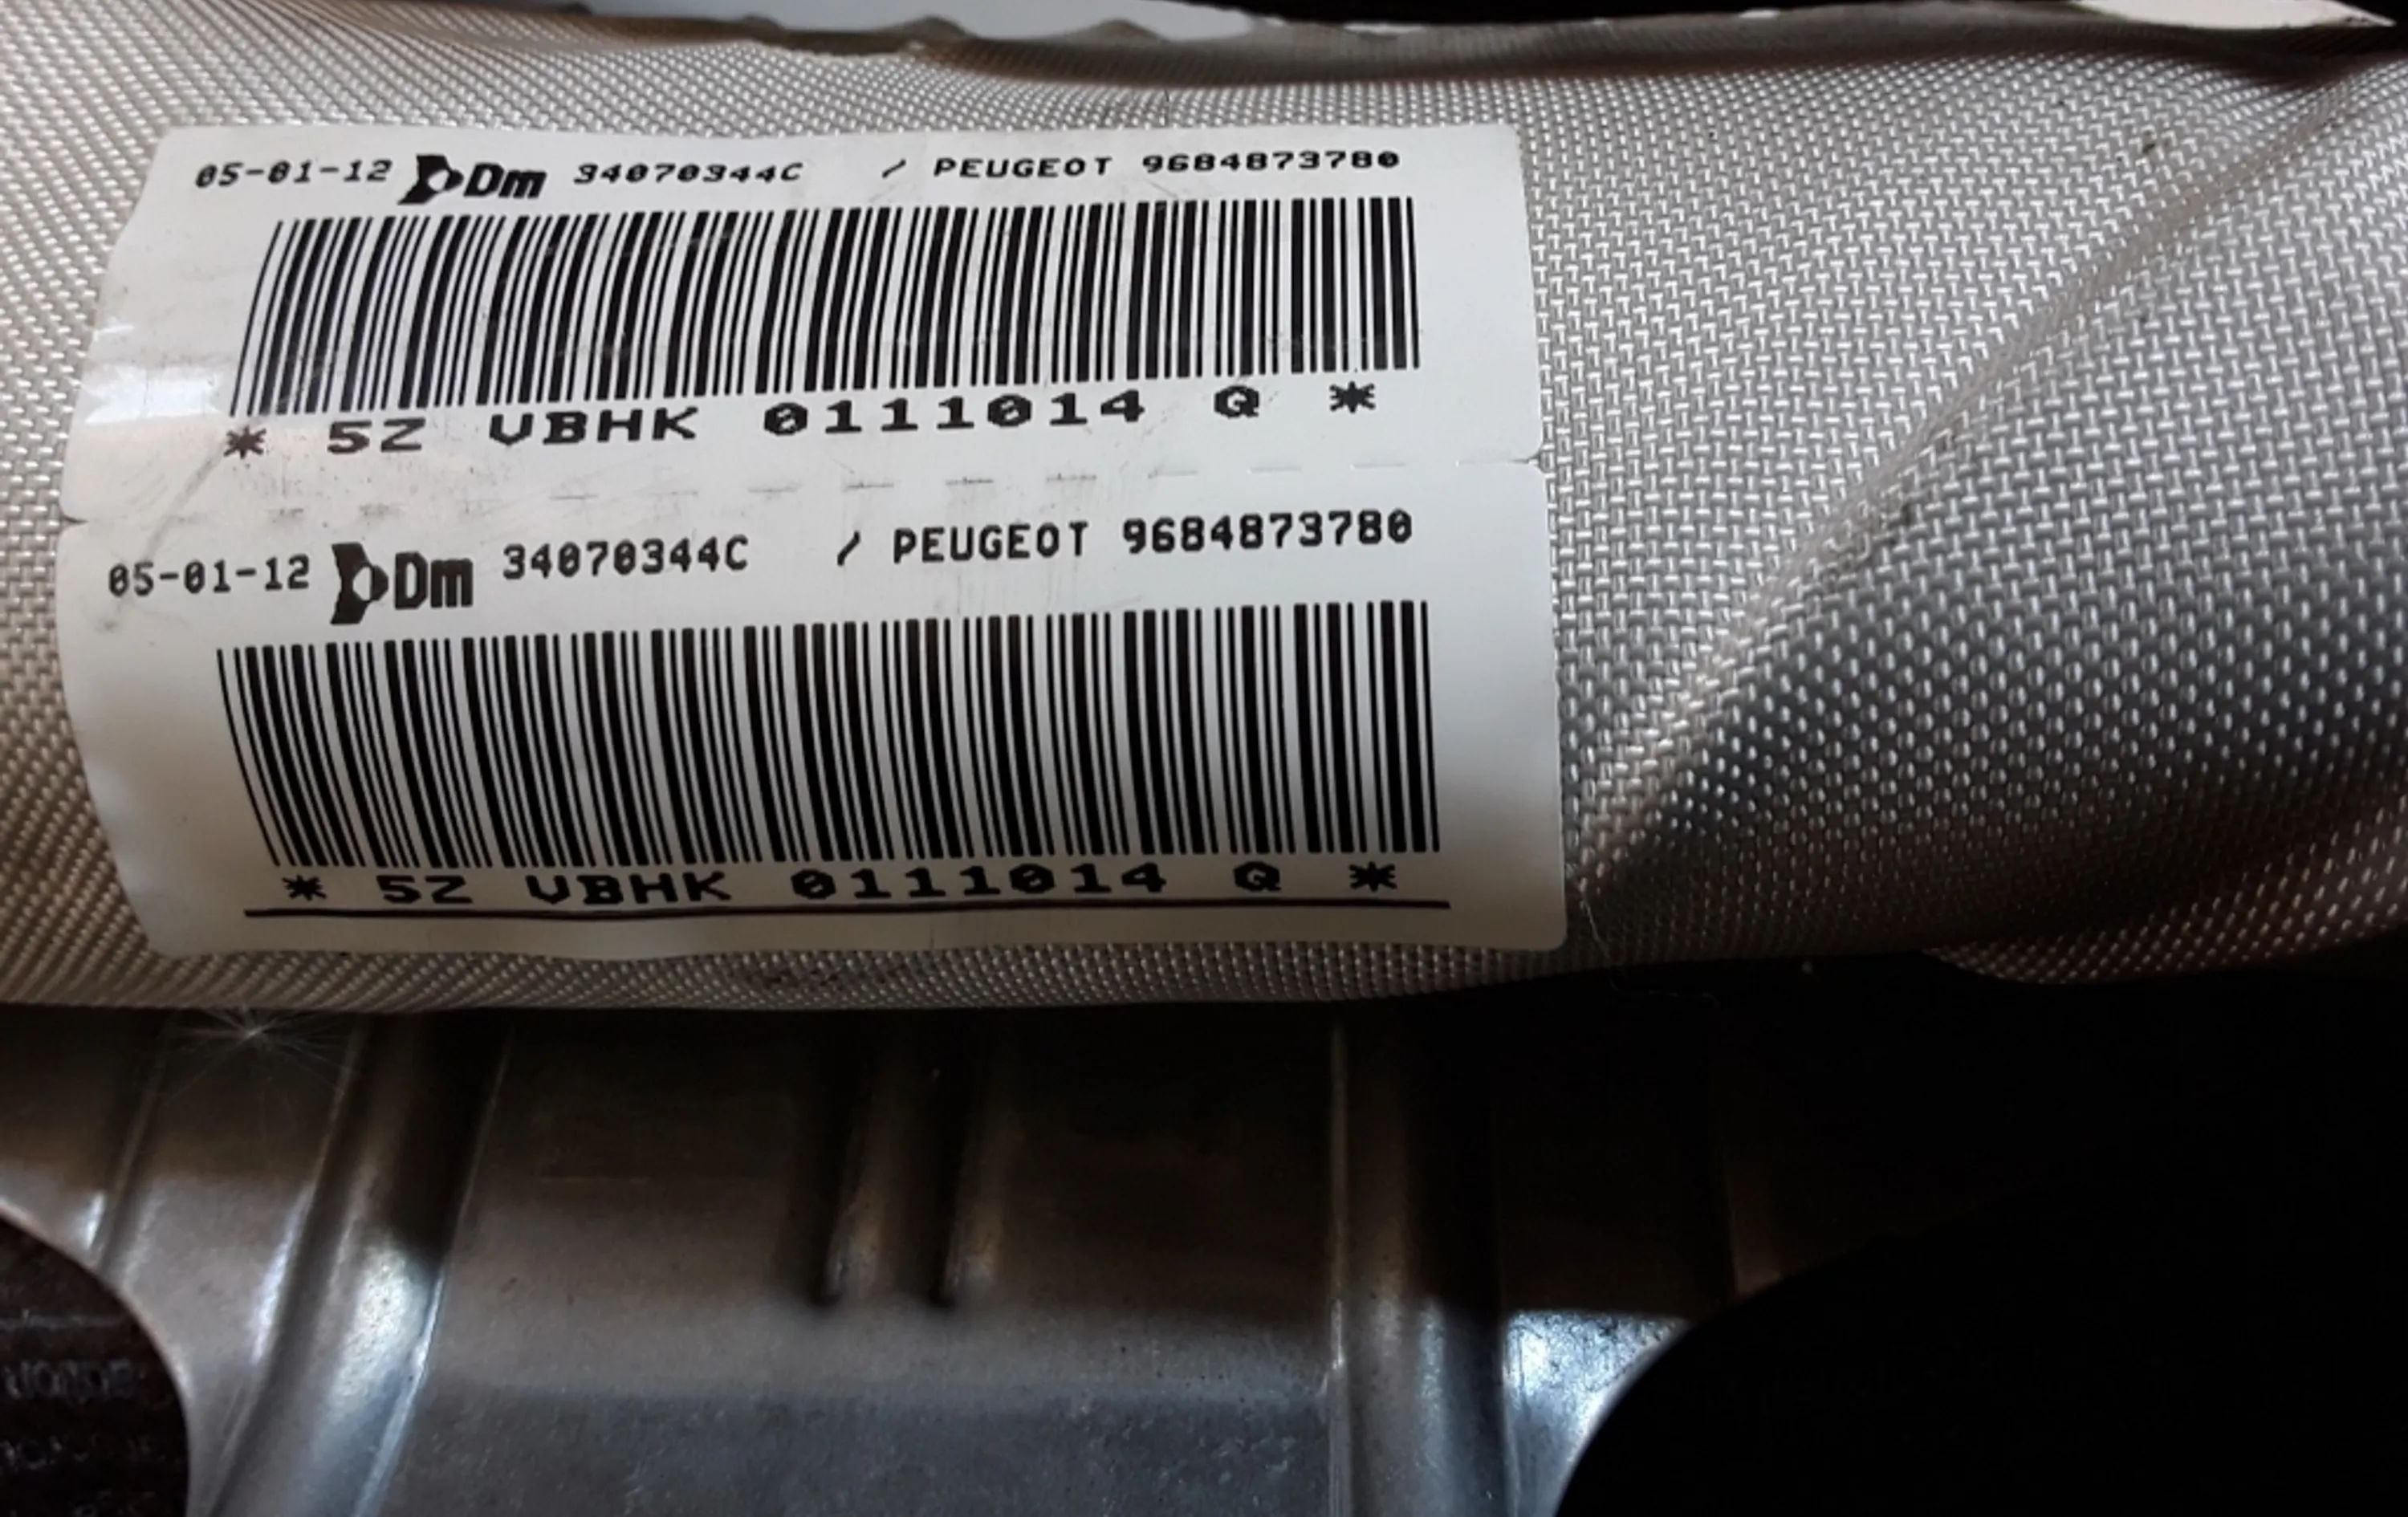 05-01-12 Dm 34070344C / PEUGEOT 9684873780
* 5Z VBHK 0111014 Q *
05-01-12 Dm 34070344C / PEUGEOT 9684873780
* 5Z VBHK 0111014 Q *